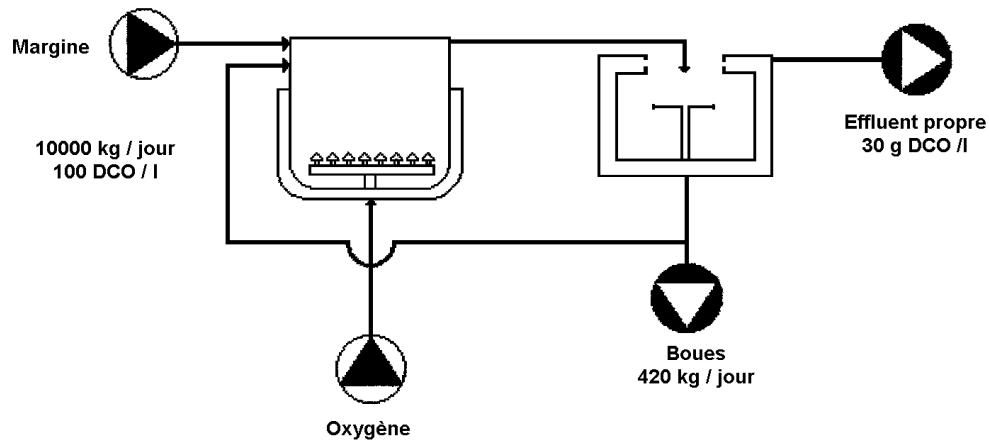 Margine
10000 kg / jour
100 DCO / l
Effluent propre
30 g DCO /l
Boues
420 kg / jour
Oxygène